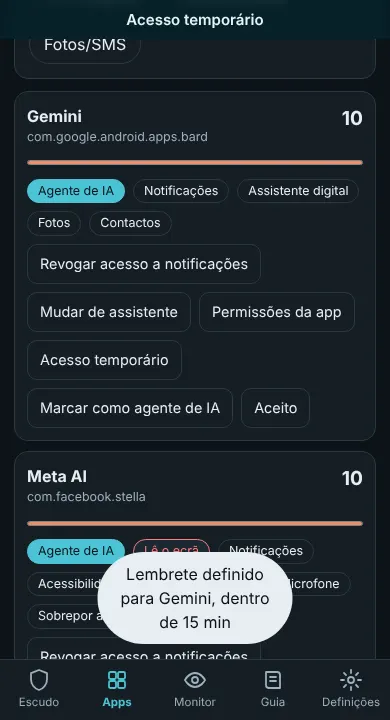 Acesso temporário
Fotos/SMS
Gemini
10
com.google.android.apps.bard
Agente de IA
Notificações
Assistente digital
Fotos
Contactos
Revogar acesso a notificações
Mudar de assistente
Permissões da app
Acesso temporário
Marcar como agente de IA
Aceito
Meta AI
10
com.facebook.stella
Agente de IA
Lê o ecrã
Notificações
Sobrepor a
Lembrete definido
para Gemini, dentro
de 15 min
Revogar acesso a notificações
Escudo
Apps
Monitor
Guia
Definições